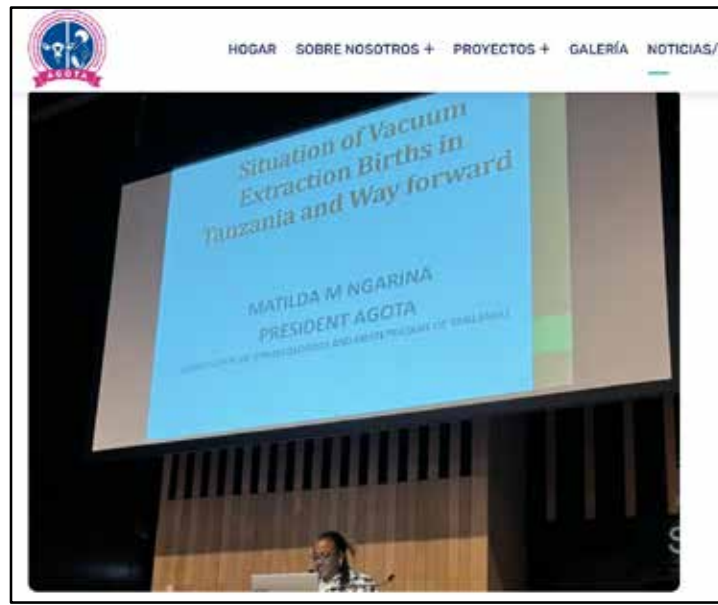 AGOTA
HOGAR SOBRE NOSOTROS + PROYECTOS + GALERÍA NOTICIAS/
Situation of Vacuum
Extraction Births in
Tanzania and Way forward
MATILDA M NGARINA
PRESIDENT AGOTA